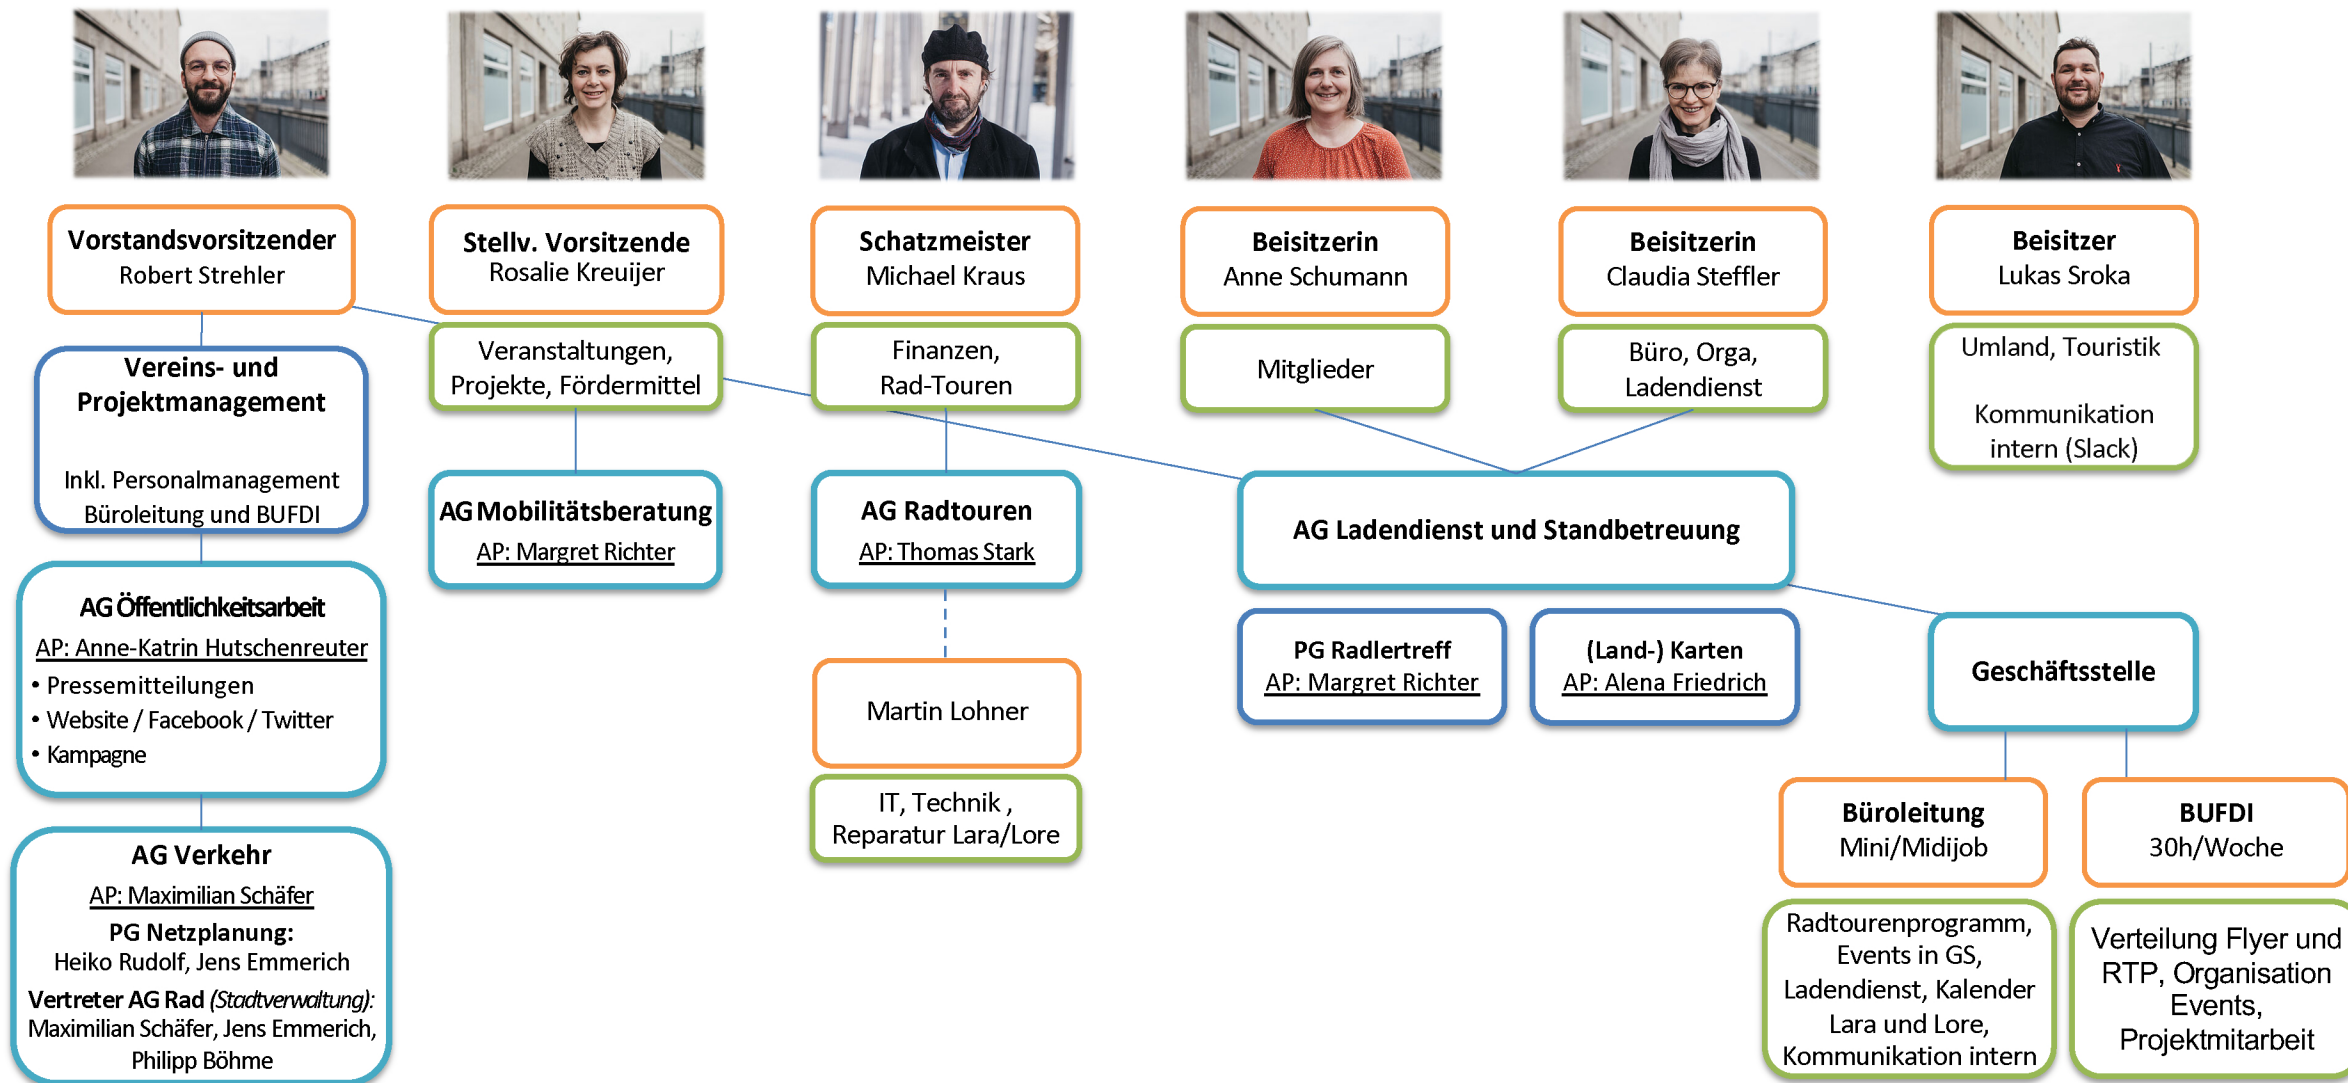 Vorstandsvorsitzender
Robert Strehler
Stellv. Vorsitzende
Rosalie Kreuijer
Schatzmeister
Michael Kraus
Beisitzerin
Anne Schumann
Beisitzerin
Claudia Steffler
Beisitzer
Lukas Sroka
Vereins- und
Projektmanagement
Inkl. Personalmanagement
Büroleitung und BUFDI
Veranstaltungen,
Projekte, Fördermittel
Finanzen,
Rad-Touren
Mitglieder
Büro, Orga,
Ladendienst
Umland, Touristik
Kommunikation
intern (Slack)
AG Mobilitätsberatung
AP: Margret Richter
AG Radtouren
AP: Thomas Stark
AG Ladendienst und Standbetreuung
AG Öffentlichkeitsarbeit
AP: Anne-Katrin Hutschenreuter
• Pressemitteilungen
• Website / Facebook / Twitter
• Kampagne
Martin Lohner
IT, Technik ,
Reparatur Lara/Lore
PG Radlertreff
AP: Margret Richter
(Land-) Karten
AP: Alena Friedrich
Geschäftsstelle
AG Verkehr
AP: Maximilian Schäfer
PG Netzplanung:
Heiko Rudolf, Jens Emmerich
Vertreter AG Rad (Stadtverwaltung):
Maximilian Schäfer, Jens Emmerich,
Philipp Böhme
Büroleitung
Mini/Midijob
BUFDI
30h/Woche
Radtourenprogramm,
Events in GS,
Ladendienst, Kalender
Lara und Lore,
Kommunikation intern
Verteilung Flyer und
RTP, Organisation
Events,
Projektmitarbeit